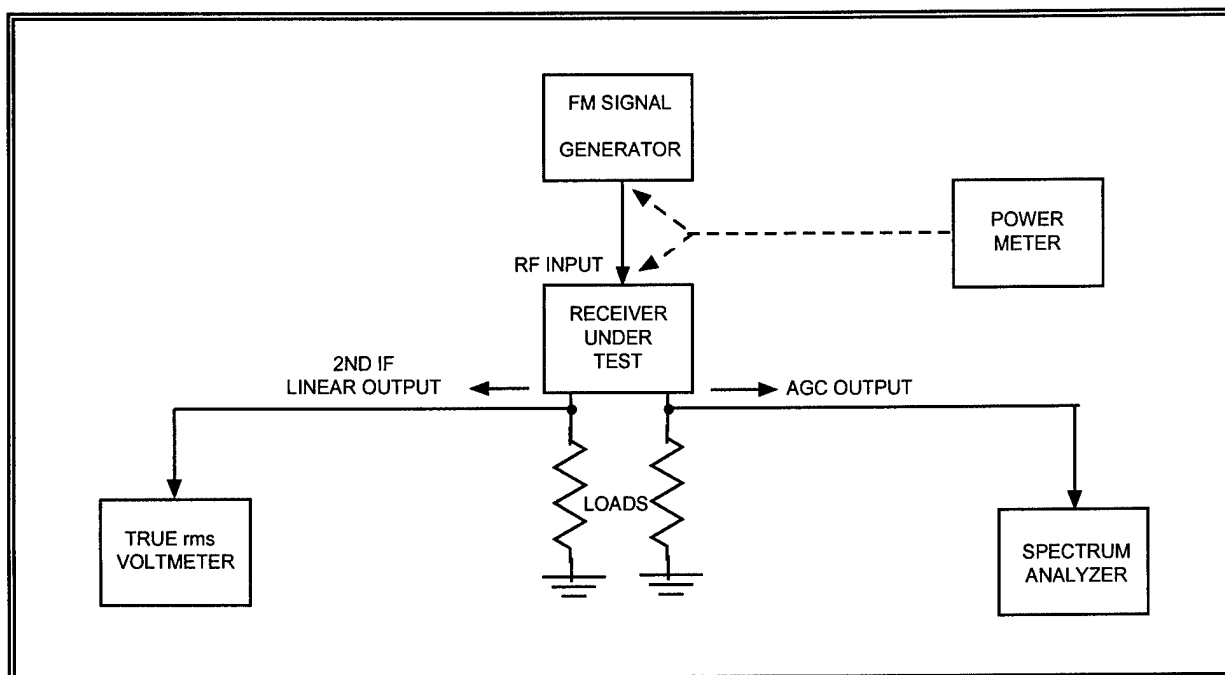 FM SIGNAL
GENERATOR
POWER
METER
RF INPUT
RECEIVER
UNDER
TEST
2ND IF
LINEAR OUTPUT
AGC OUTPUT
LOADS
TRUE rms
VOLTMETER
SPECTRUM
ANALYZER